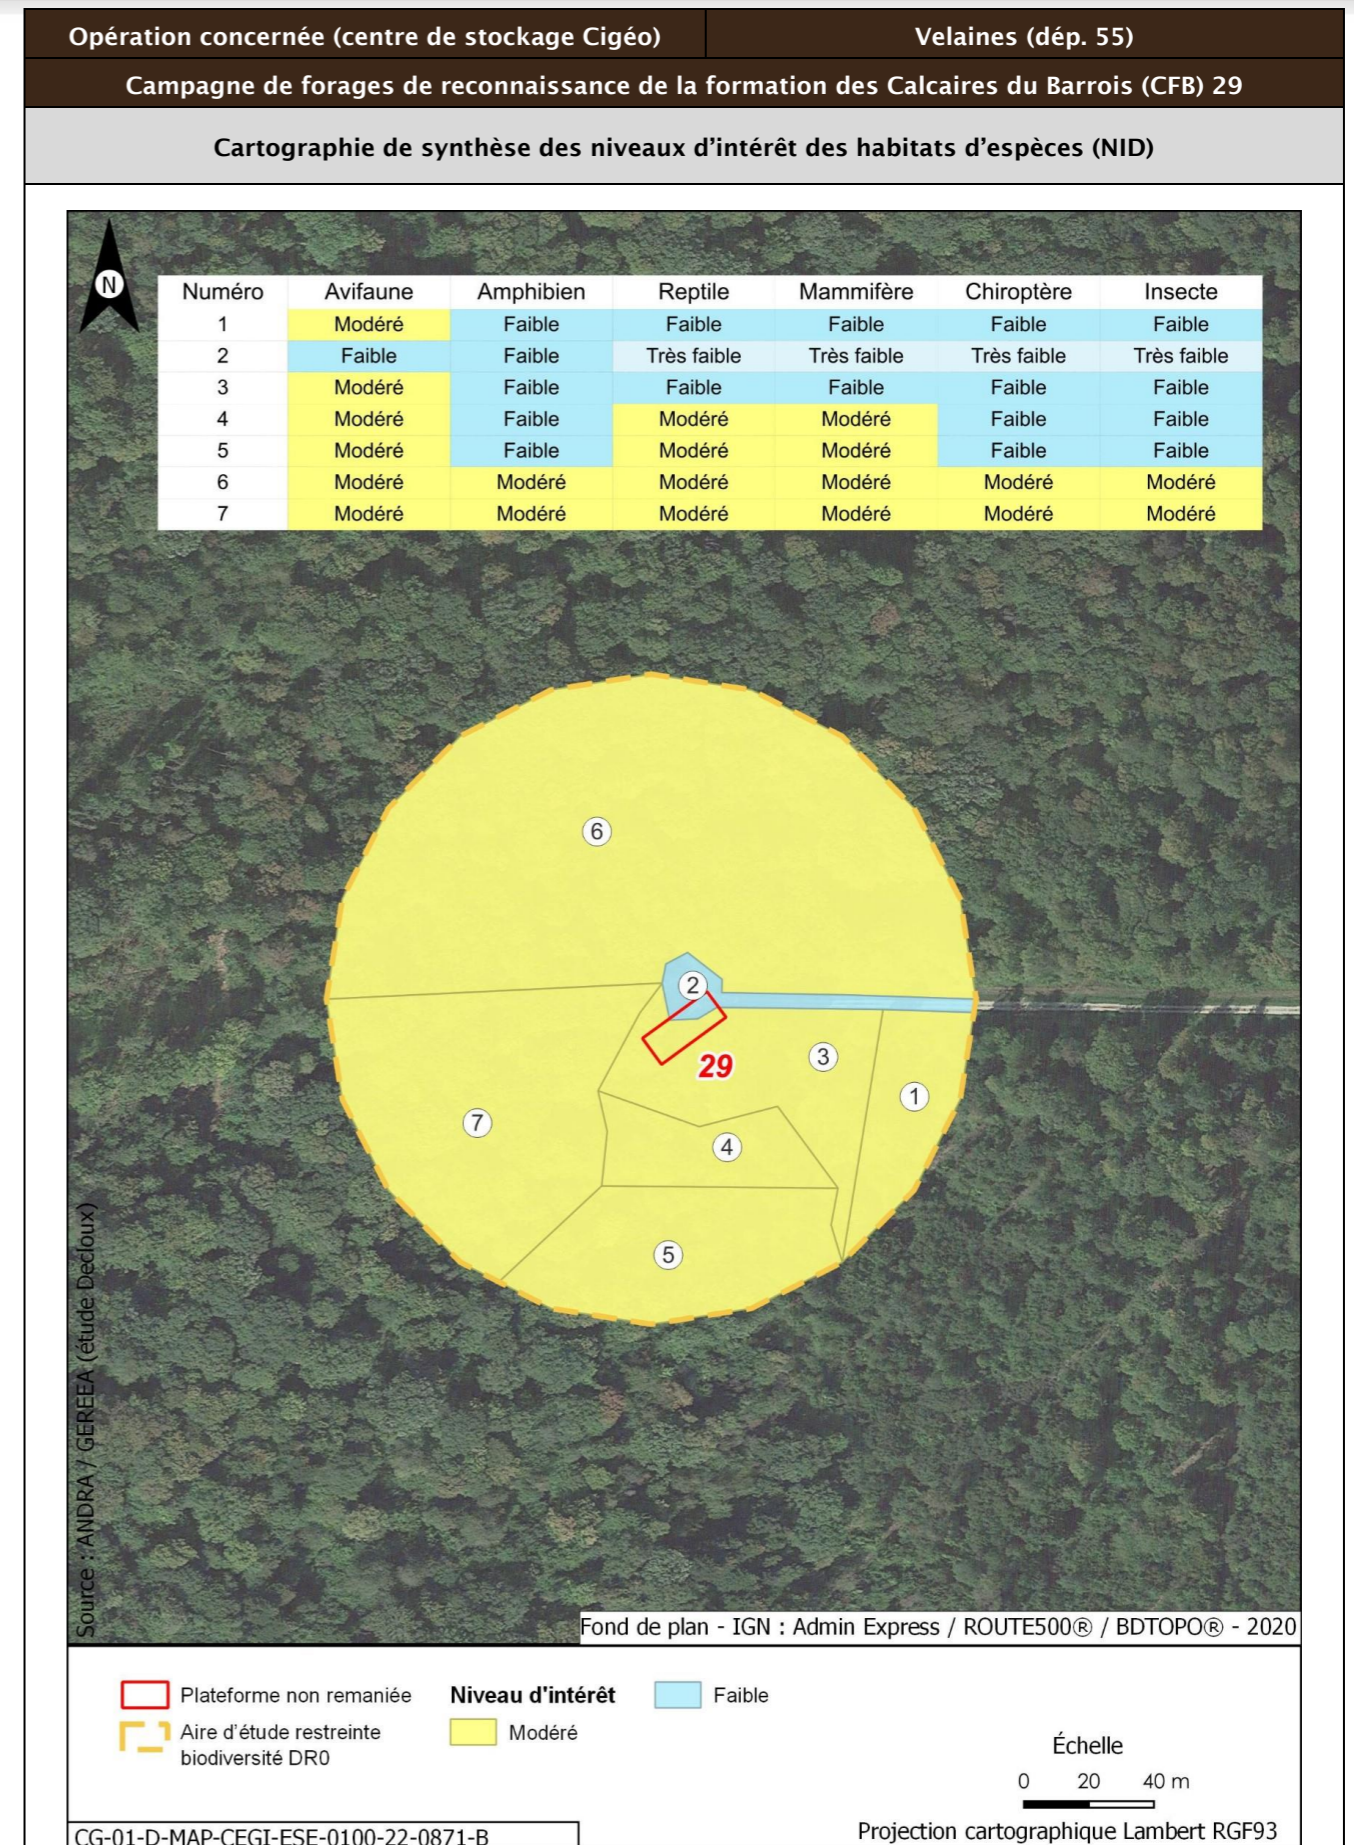 Opération concernée (centre de stockage Cigéo) Velaines (dép. 55)
Campagne de forages de reconnaissance de la formation des Calcaires du Barrois (CFB) 29
Cartographie de synthèse des niveaux d'intérêt des habitats d'espèces (NID)
N
Numéro Avifaune Amphibien Reptile Mammifère Chiroptère Insecte
1 Modéré Faible Faible Faible Faible Faible
2 Faible Faible Très faible Très faible Très faible Très faible
3 Modéré Faible Faible Faible Faible Faible
4 Modéré Faible Modéré Modéré Faible Faible
5 Modéré Faible Modéré Modéré Faible Faible
6 Modéré Modéré Modéré Modéré Modéré Modéré
7 Modéré Modéré Modéré Modéré Modéré Modéré
6
2
3
29
1
7
4
5
Source : ANDRA / GEREEA (étude Decloux)
Fond de plan - IGN : Admin Express / ROUTE500® / BDTOPO® - 2020
Plateforme non remaniée Niveau d'intérêt Faible
Aire d'étude restreinte Modéré
biodiversité DR0
Échelle
0 20 40 m
Projection cartographique Lambert RGF93
CG-01-D-MAP-CEGI-ESE-0100-22-0871-B